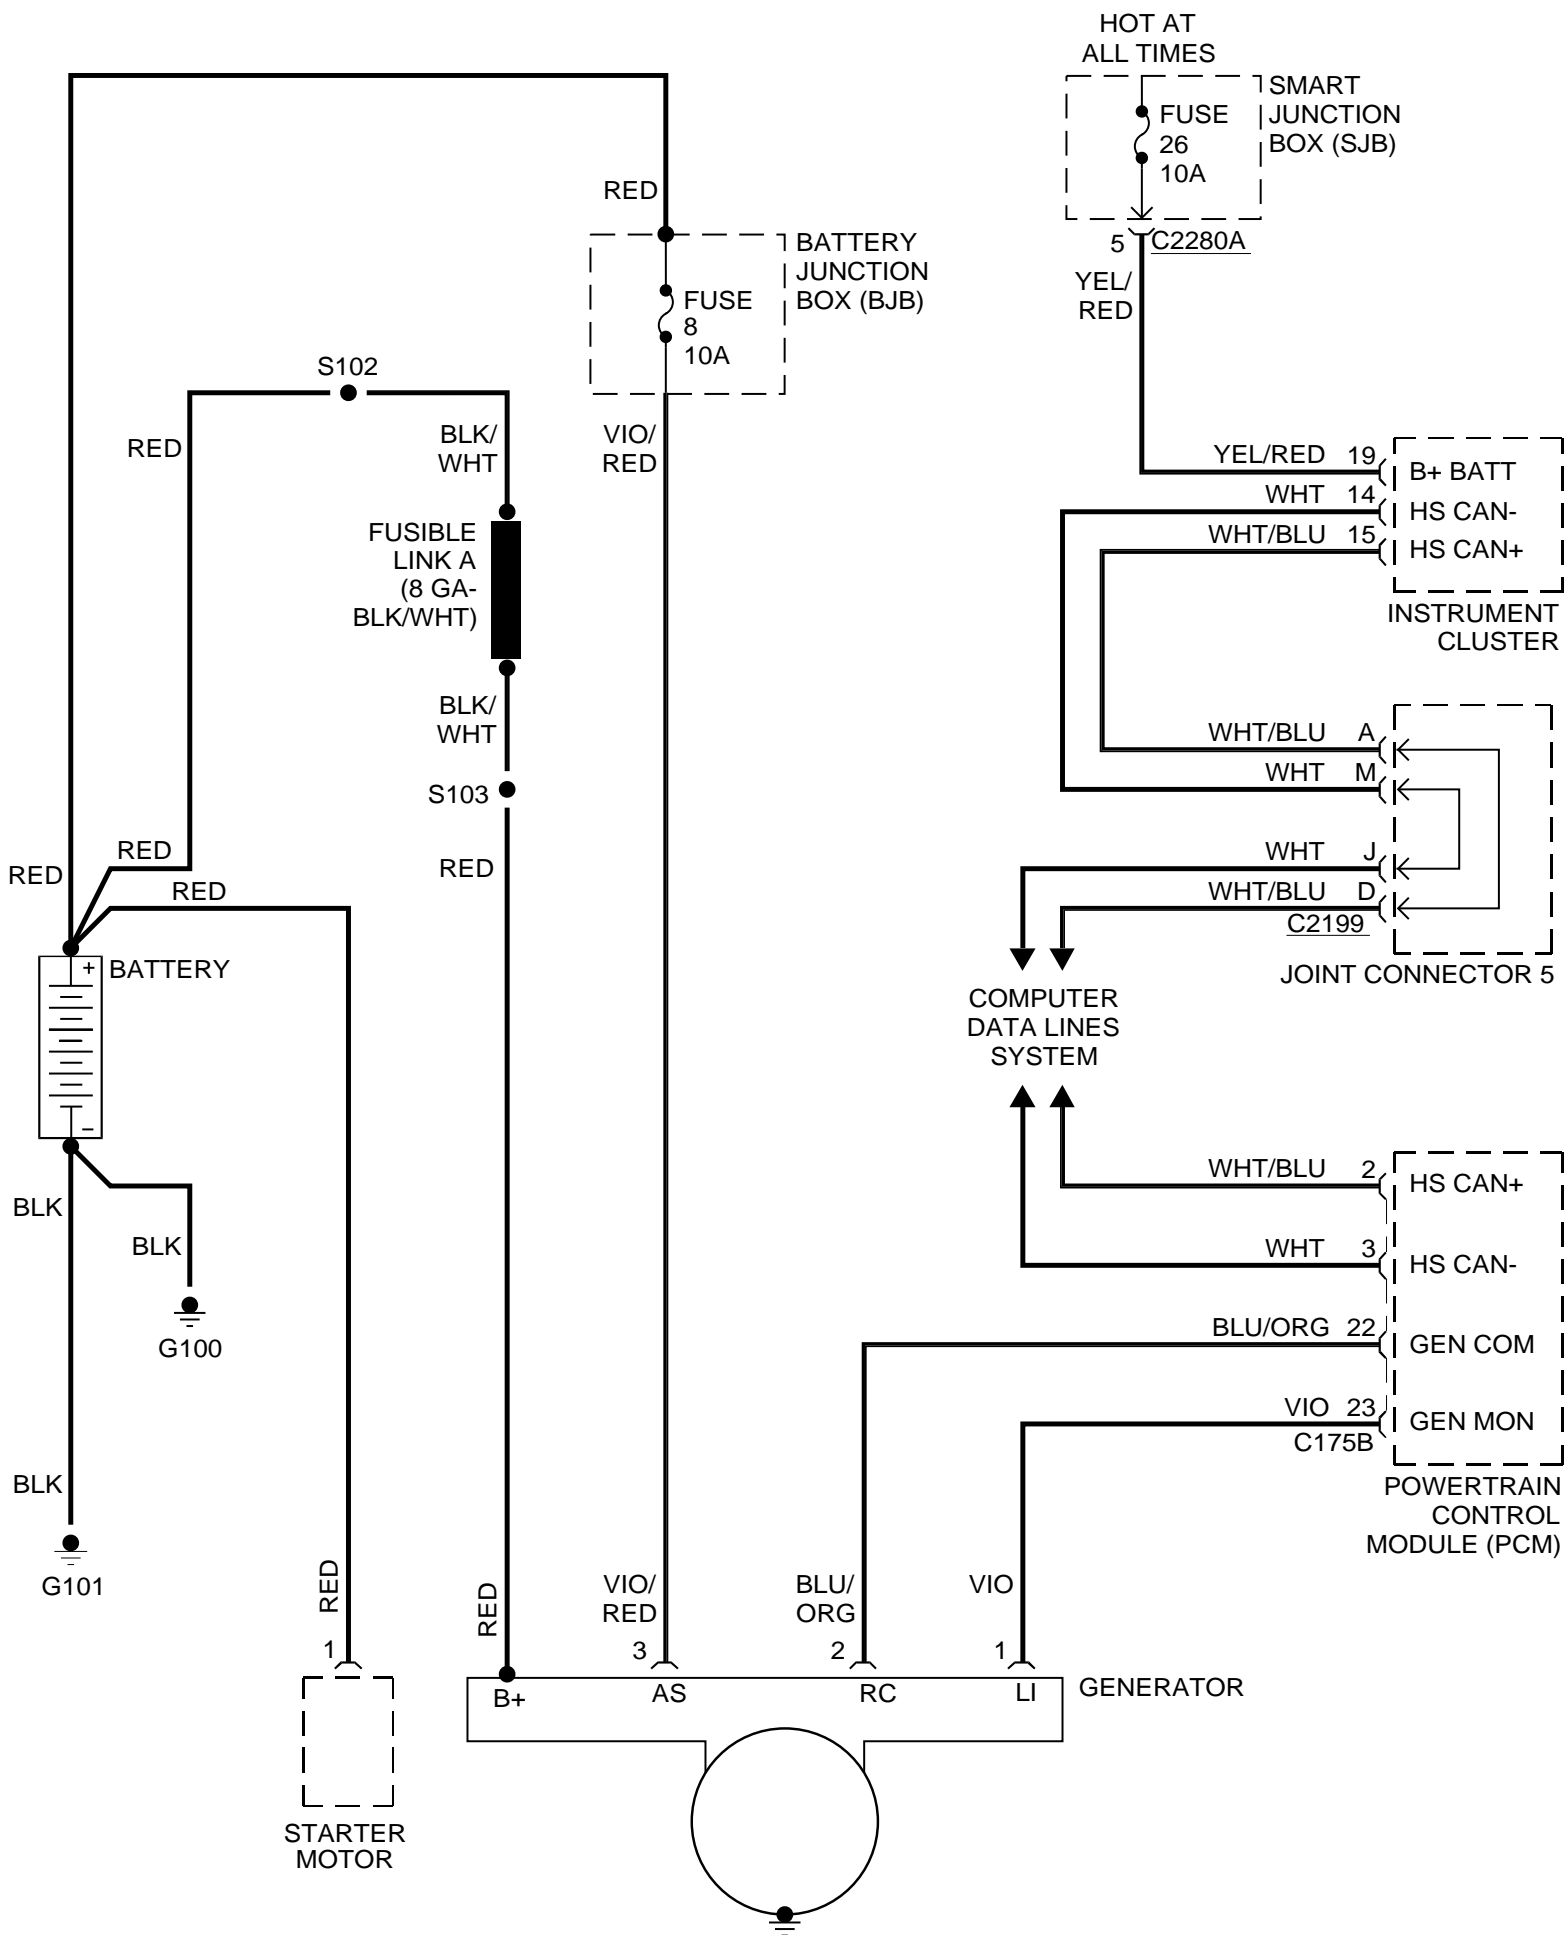 HOT AT
ALL TIMES
SMART
JUNCTION
BOX (SJB)
FUSE
26
10A
5 C2280A
YEL/
RED
RED
BATTERY
JUNCTION
BOX (BJB)
FUSE
8
10A
S102
RED
BLK/
WHT
VIO/
RED
FUSIBLE
LINK A
(8 GA-
BLK/WHT)
BLK/
WHT
S103
RED
YEL/RED 19 B+ BATT
WHT 14 HS CAN-
WHT/BLU 15 HS CAN+
INSTRUMENT
CLUSTER
WHT/BLU A
WHT M
WHT J
WHT/BLU D
C2199
JOINT CONNECTOR 5
RED
RED
RED
+
BATTERY
–
COMPUTER
DATA LINES
SYSTEM
BLK
BLK
G100
WHT/BLU 2 HS CAN+
WHT 3 HS CAN-
BLU/ORG 22 GEN COM
VIO 23 GEN MON
C175B
POWERTRAIN
CONTROL
MODULE (PCM)
BLK
G101
RED
RED
VIO/
RED
BLU/
ORG
VIO
1
3
2
1
B+
AS
RC
LI
GENERATOR
STARTER
MOTOR